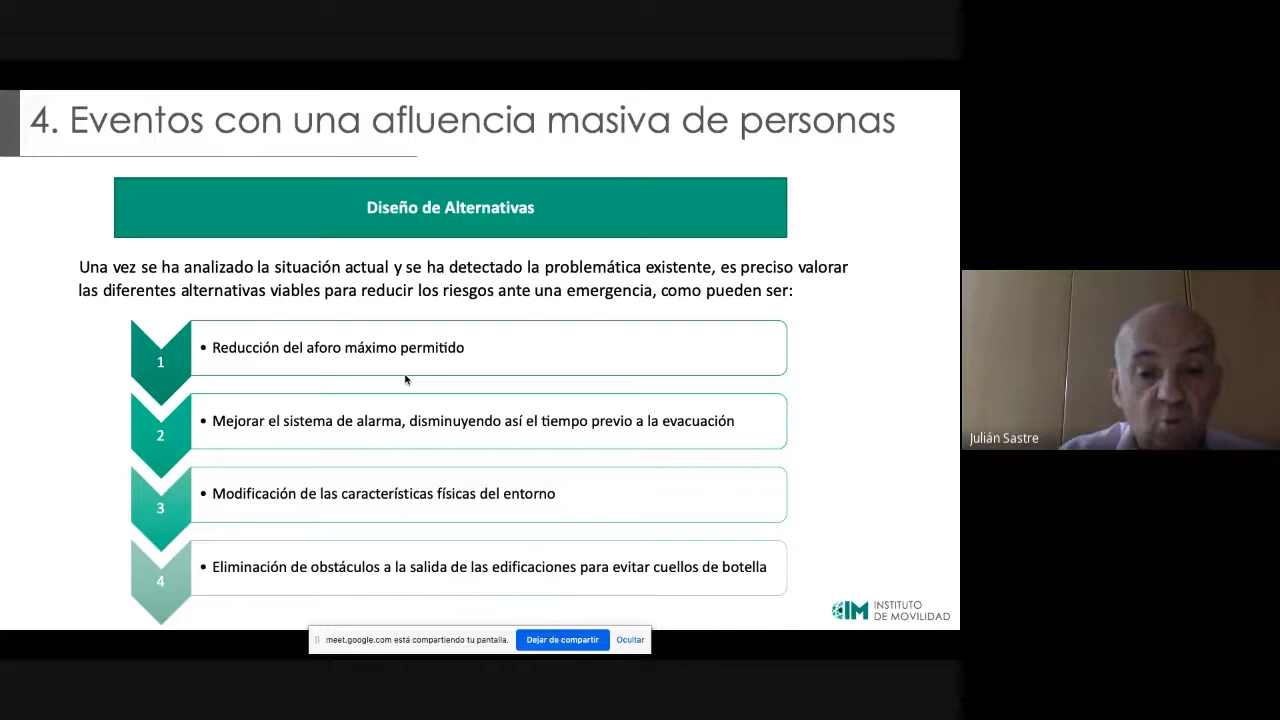 4. Eventos con una afluencia masiva de personas
Diseño de Alternativas
Una vez se ha analizado la situación actual y se ha detectado la problemática existente, es preciso valorar
las diferentes alternativas viables para reducir los riesgos ante una emergencia, como pueden ser:
1
• Reducción del aforo máximo permitido
2
• Mejorar el sistema de alarma, disminuyendo así el tiempo previo a la evacuación
3
• Modificación de las características físicas del entorno
4
• Eliminación de obstáculos a la salida de las edificaciones para evitar cuellos de botella
IM INSTITUTO
DE MOVILIDAD
meet.google.com está compartiendo tu pantalla. Dejar de compartir Ocultar
Julián Sastre